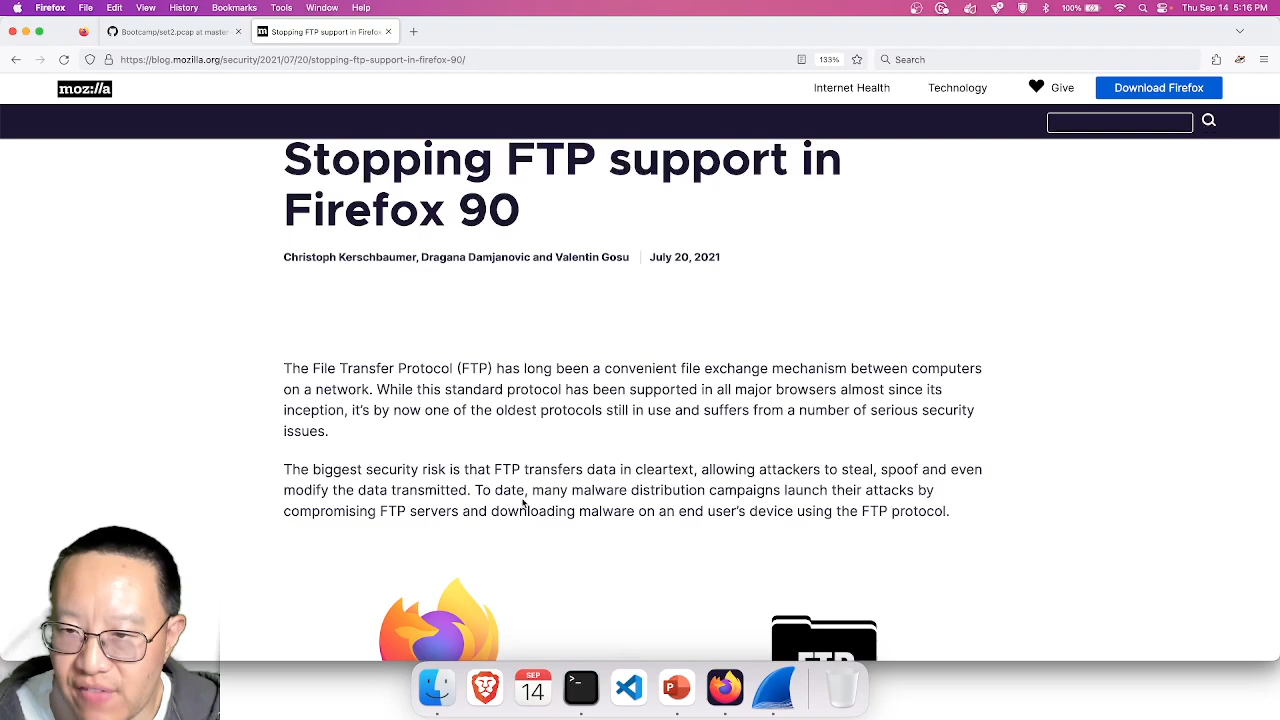 Firefox File Edit View History Bookmarks Tools Window Help 100% Thu Sep 14 5:16 PM
Bootcamp/set2.pcap at master Stopping FTP support in Firefox
https://blog.mozilla.org/security/2021/07/20/stopping-ftp-support-in-firefox-90/ 133% Search
moz://a Internet Health Technology Give Download Firefox
Stopping FTP support in
Firefox 90
Christoph Kerschbaumer, Dragana Damjanovic and Valentin Gosu July 20, 2021
The File Transfer Protocol (FTP) has long been a convenient file exchange mechanism between computers
on a network. While this standard protocol has been supported in all major browsers almost since its
inception, it’s by now one of the oldest protocols still in use and suffers from a number of serious security
issues.
The biggest security risk is that FTP transfers data in cleartext, allowing attackers to steal, spoof and even
modify the data transmitted. To date, many malware distribution campaigns launch their attacks by
compromising FTP servers and downloading malware on an end user’s device using the FTP protocol.
FTP
SEP
14